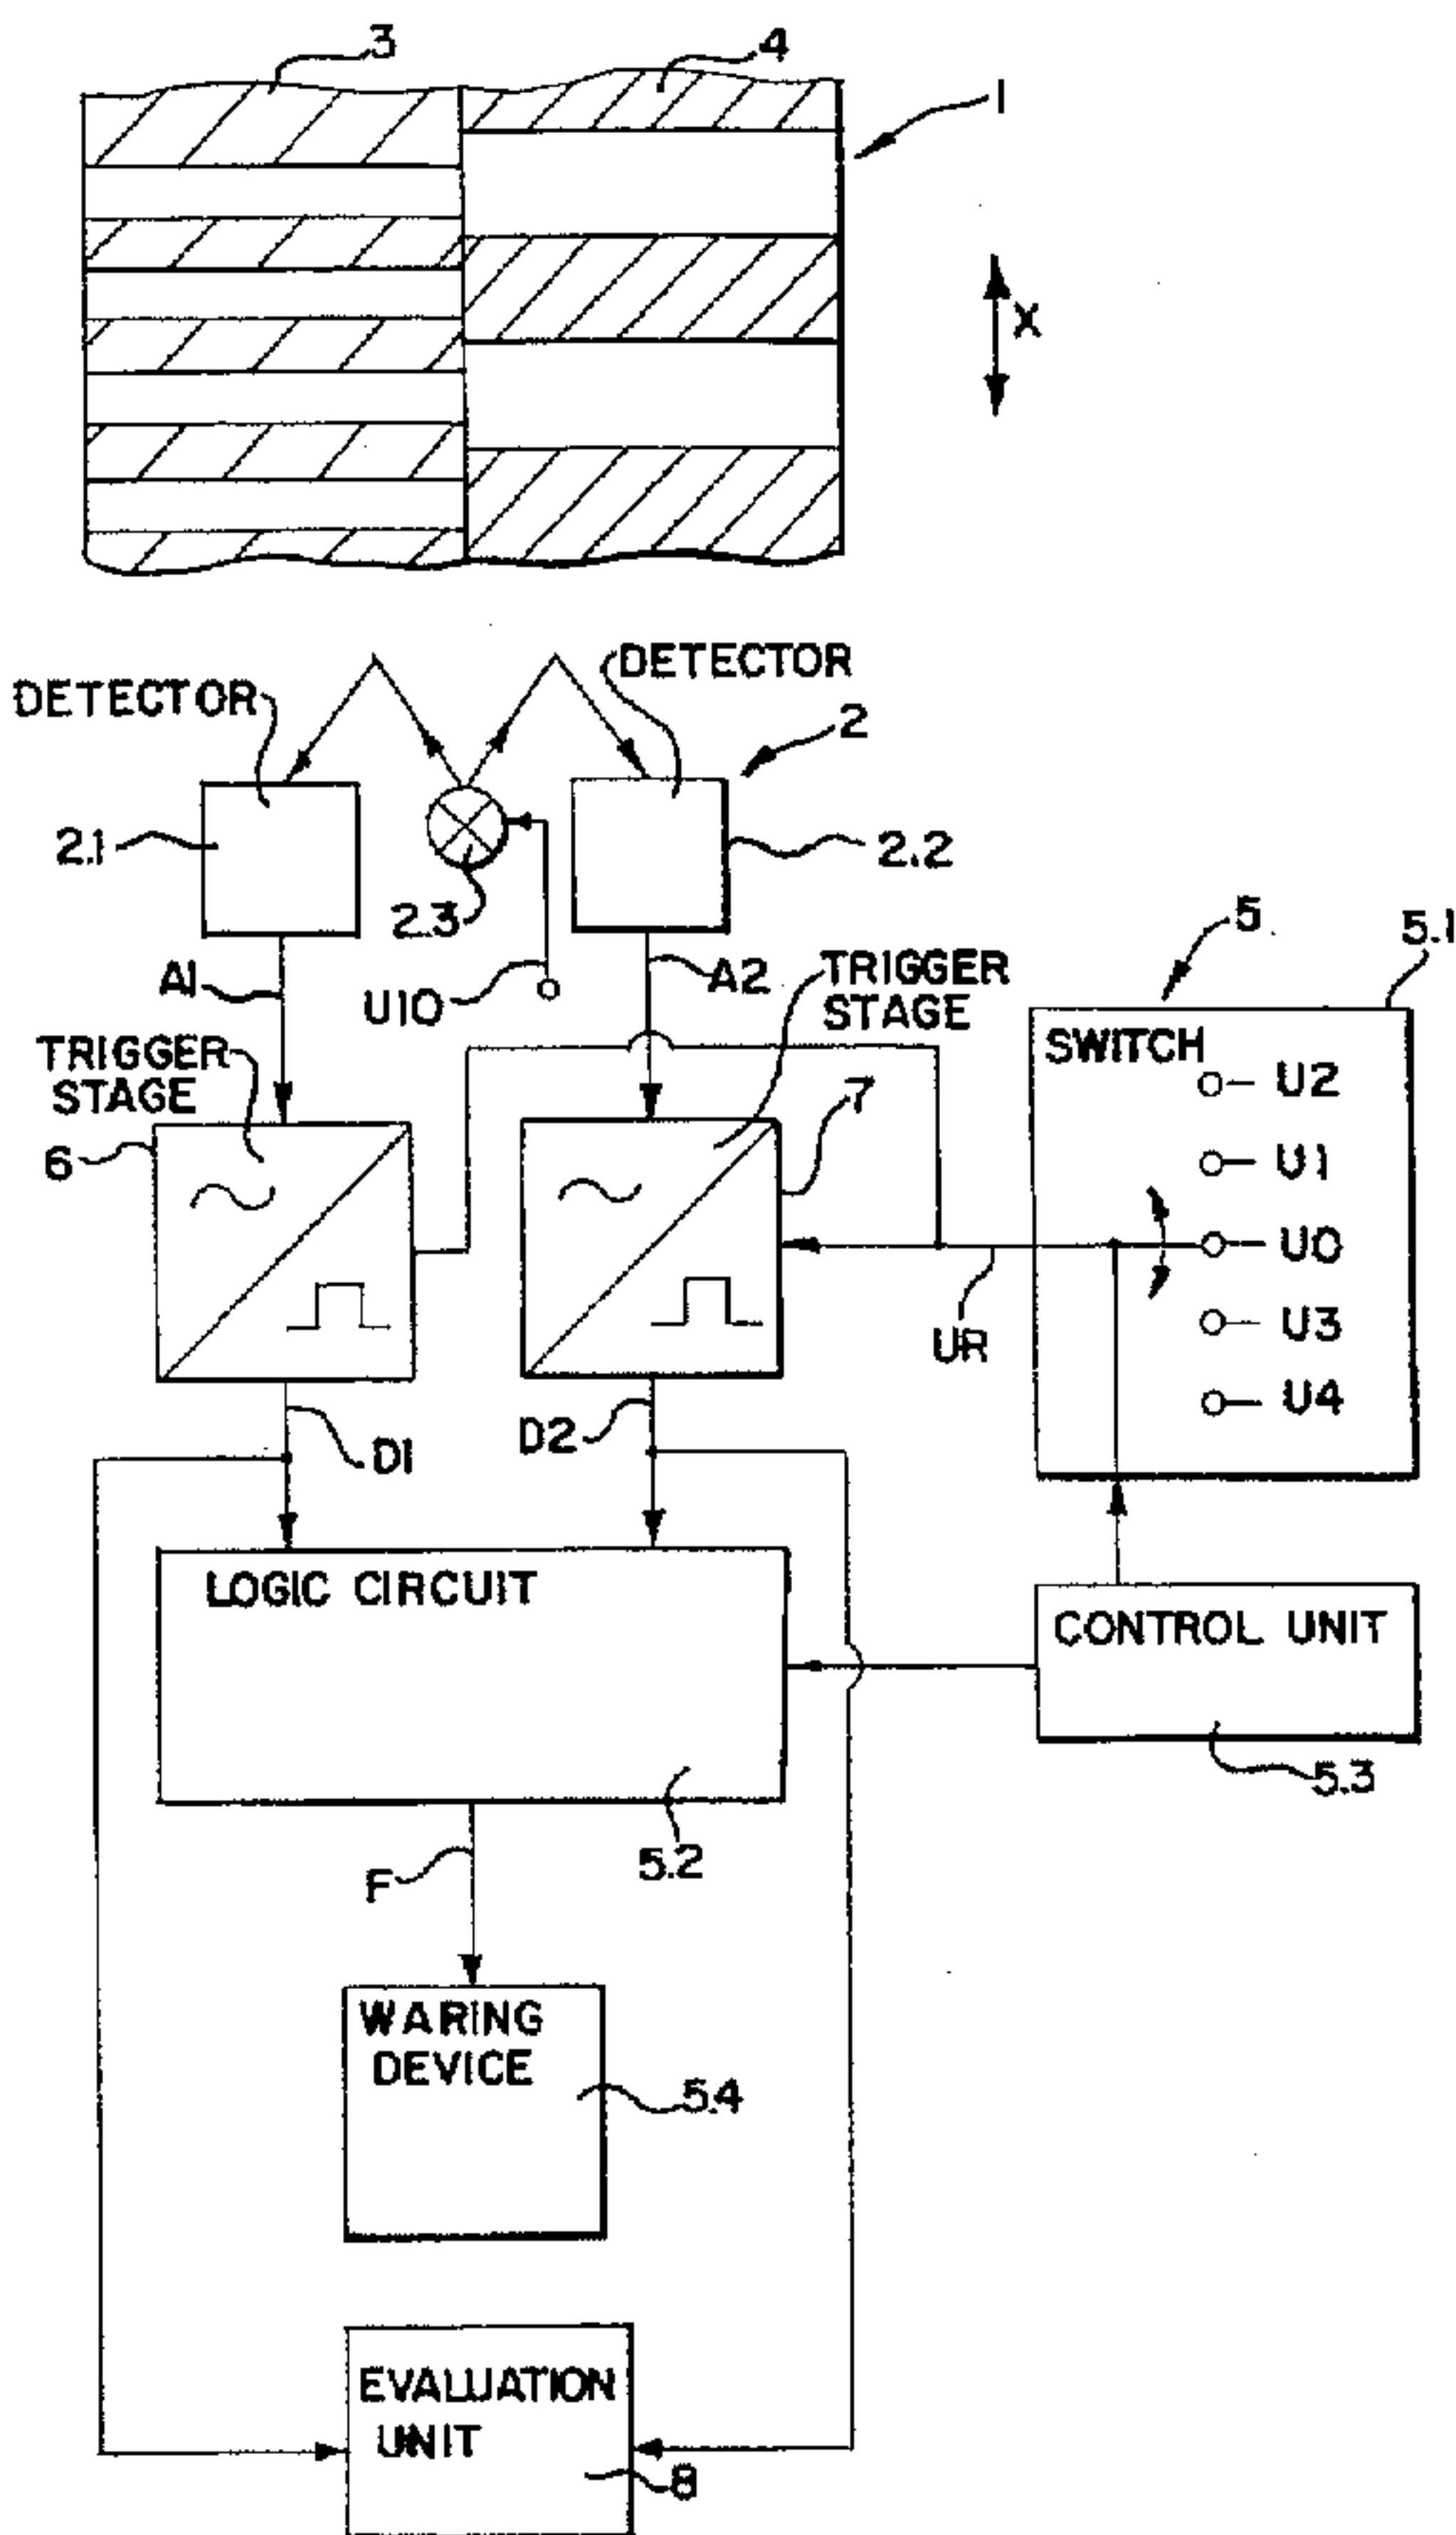 3
4
1
X
DETECTOR
DETECTOR
2
2.1
2.3
2.2
A1
U10
A2
TRIGGER
STAGE
5
5.1
TRIGGER
STAGE
6
7
SWITCH
U2
U1
U0
U3
U4
UR
D1
D2
LOGIC CIRCUIT
CONTROL UNIT
5.3
5.2
F
WARING
DEVICE
5.4
EVALUATION
UNIT
8